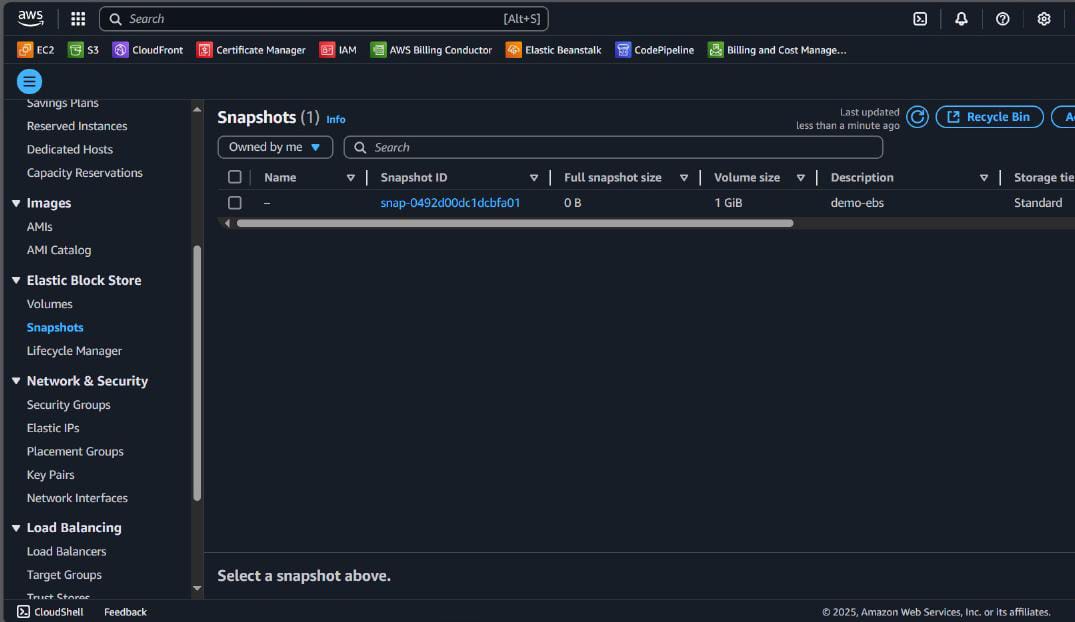 aws
Search [Alt+S]
EC2 S3 CloudFront Certificate Manager IAM AWS Billing Conductor Elastic Beanstalk CodePipeline Billing and Cost Manage...
Savings Plans
Reserved Instances
Dedicated Hosts
Capacity Reservations
Images
AMIs
AMI Catalog
Elastic Block Store
Volumes
Snapshots
Lifecycle Manager
Network & Security
Security Groups
Elastic IPs
Placement Groups
Key Pairs
Network Interfaces
Load Balancing
Load Balancers
Target Groups
Trust Stores
Snapshots (1) Info
Last updated
less than a minute ago
Recycle Bin
Owned by me Search
Name Snapshot ID Full snapshot size Volume size Description Storage tie
– snap-0492d00dc1dcbfa01 0 B 1 GiB demo-ebs Standard
Select a snapshot above.
CloudShell Feedback © 2025, Amazon Web Services, Inc. or its affiliates.